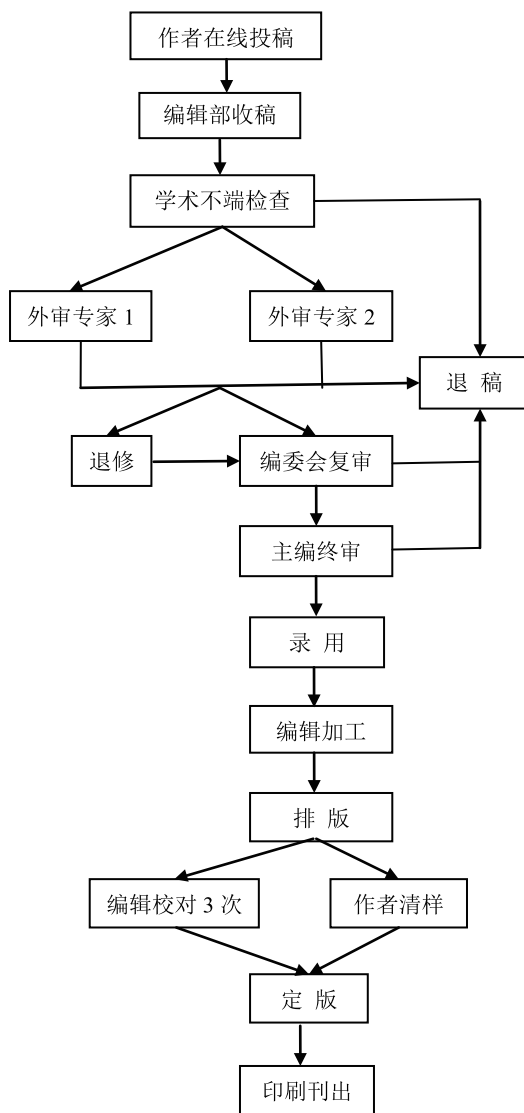 作者在线投稿
编辑部收稿
学术不端检查
外审专家 1
外审专家 2
退 稿
退修
编委会复审
主编终审
录 用
编辑加工
排 版
编辑校对 3 次
作者清样
定 版
印刷刊出